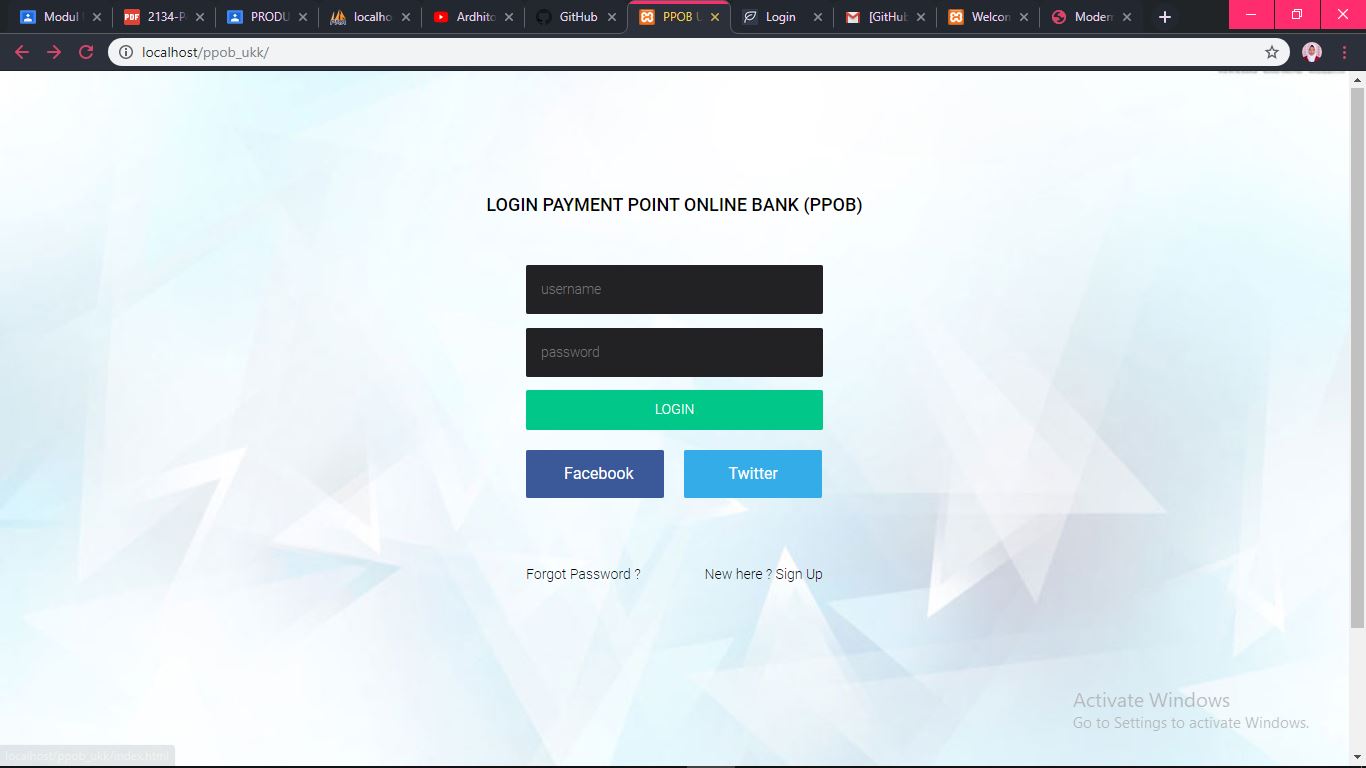 Modul
2134-P
PRODU
localho
Ardhito
GitHub
PPOB U
Login
[GitHub
Welcon
Modern
localhost/ppob_ukk/
LOGIN PAYMENT POINT ONLINE BANK (PPOB)
username
password
LOGIN
Facebook Twitter
Forgot Password ? New here ? Sign Up
Activate Windows
Go to Settings to activate Windows.
localhost/ppob_ukk/index.html